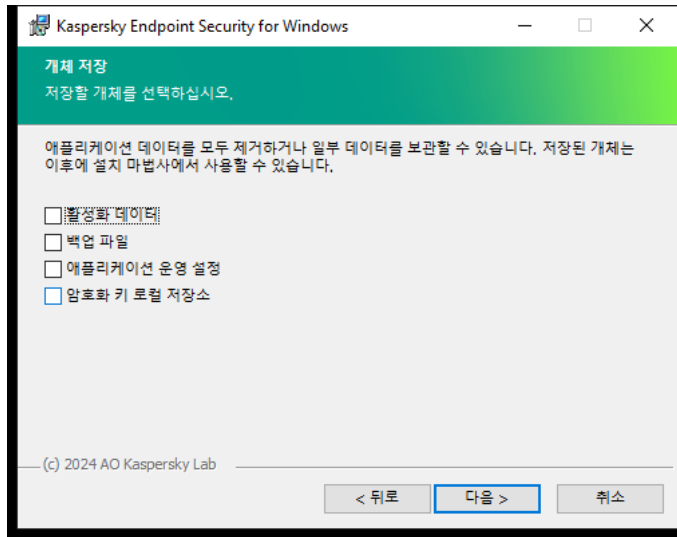 Kaspersky Endpoint Security for Windows
개체 저장
저장할 개체를 선택하십시오.
애플리케이션 데이터를 모두 제거하거나 일부 데이터를 보관할 수 있습니다. 저장된 개체는
이후에 설치 마법사에서 사용할 수 있습니다.
활성화 데이터
백업 파일
애플리케이션 운영 설정
암호화 키 로컬 저장소
(c) 2024 AO Kaspersky Lab
< 뒤로 다음 > 취소